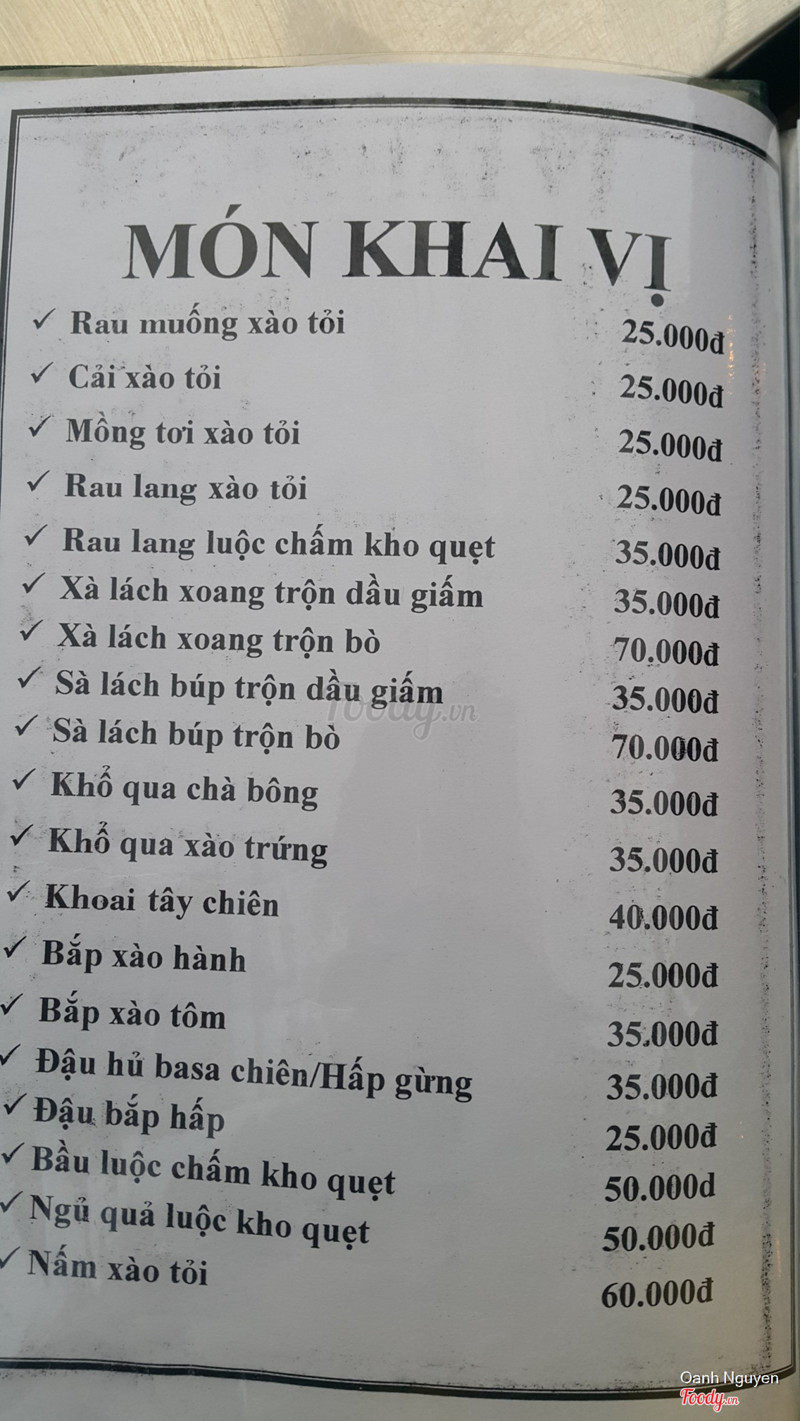 MÓN KHAI VỊ
✓ Rau muống xào tỏi 25.000đ
✓ Cải xào tỏi 25.000đ
✓ Mồng tơi xào tỏi 25.000đ
✓ Rau lang xào tỏi 25.000đ
✓ Rau lang luộc chấm kho quẹt 35.000đ
✓ Xà lách xoang trộn dầu giấm 35.000đ
✓ Xà lách xoang trộn bò 70.000đ
✓ Sà lách búp trộn dầu giấm 35.000đ
✓ Sà lách búp trộn bò 70.000đ
✓ Khổ qua chà bông 35.000đ
✓ Khổ qua xào trứng 35.000đ
✓ Khoai tây chiên 40.000đ
✓ Bắp xào hành 25.000đ
✓ Bắp xào tôm 35.000đ
✓ Đậu hủ basa chiên/Hấp gừng 35.000đ
✓ Đậu bắp hấp 25.000đ
✓ Bầu luộc chấm kho quẹt 50.000d
✓ Ngủ quả luộc kho quẹt 50.000đ
✓ Nấm xào tỏi 60.000đ
foody.vn
Oanh Nguyen
Foody.vn